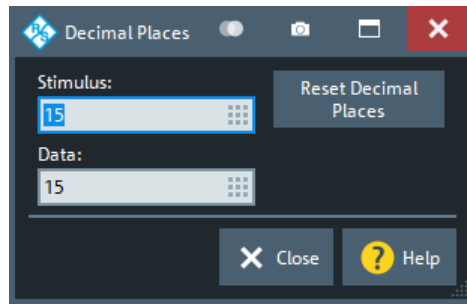 Decimal Places
Stimulus:
15
Reset Decimal
Places
Data:
15
Close
Help